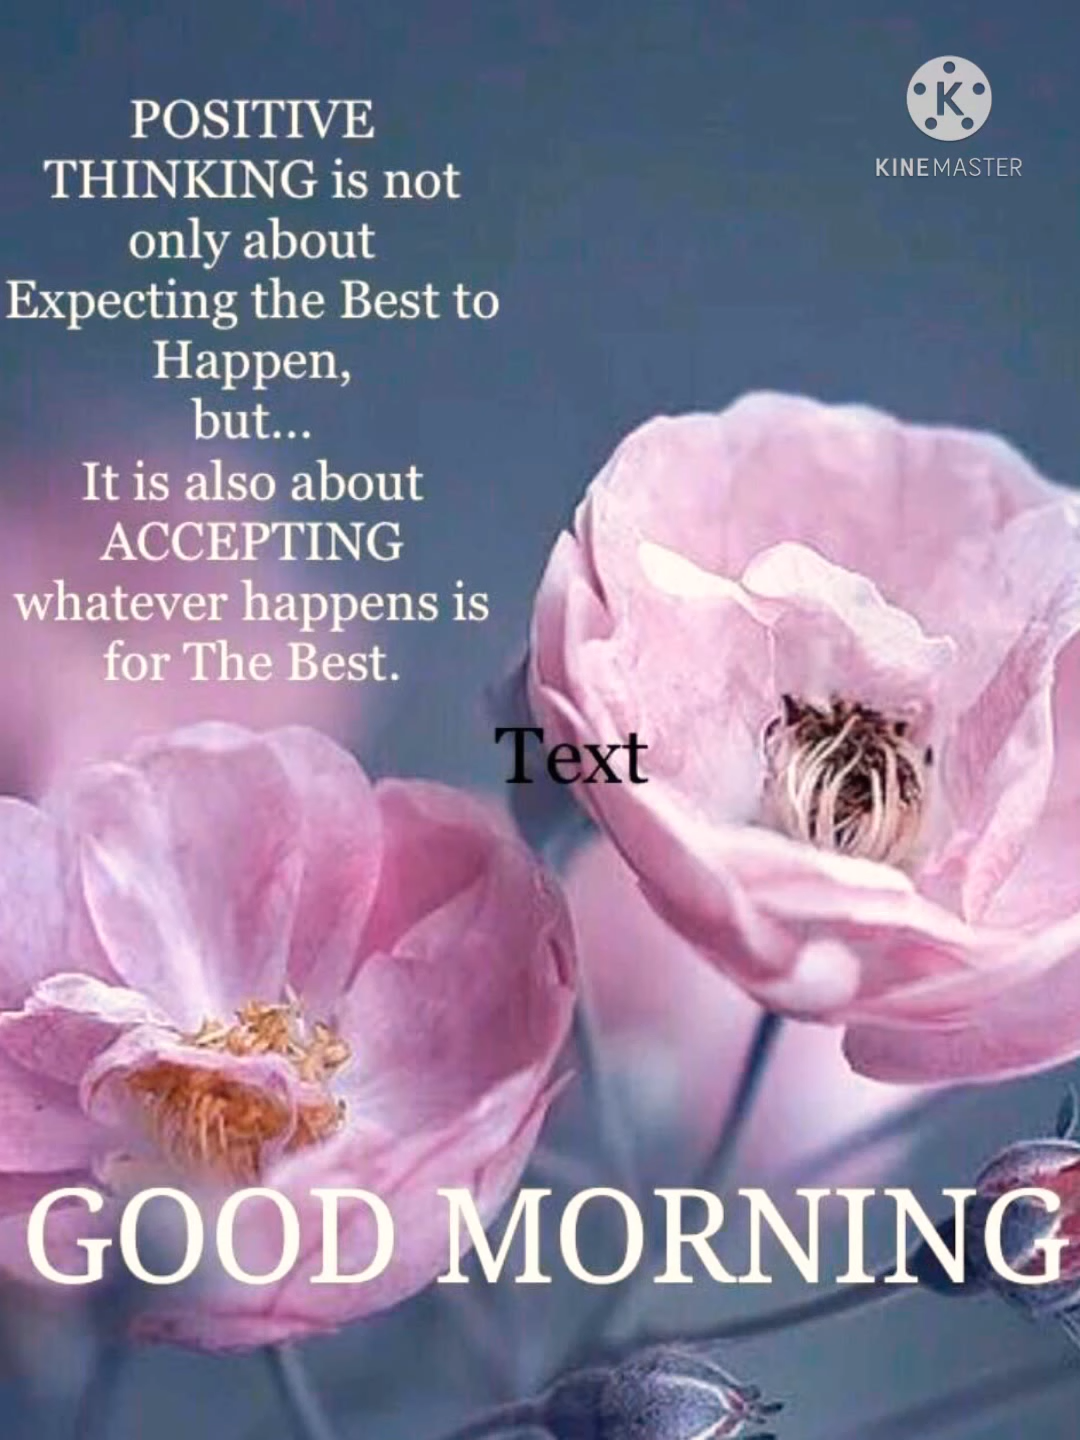 KINEMASTER
POSITIVE
THINKING is not
only about
Expecting the Best to
Happen,
but...
It is also about
ACCEPTING
whatever happens is
for The Best.
Text
GOOD MORNING